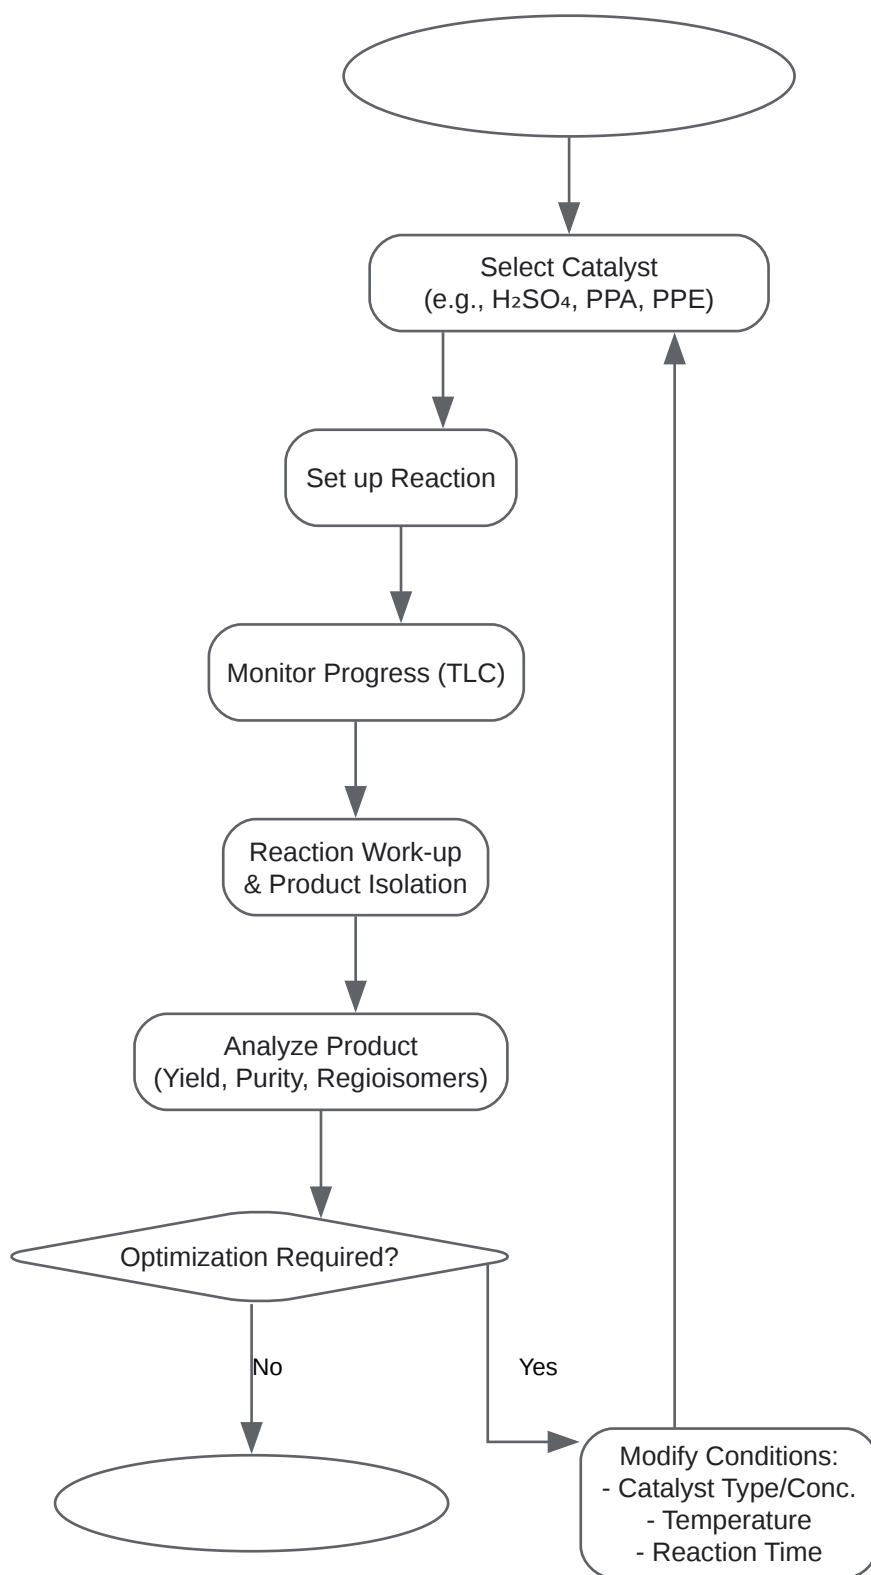 Select Catalyst
(e.g., H₂SO₄, PPA, PPE)
Set up Reaction
Monitor Progress (TLC)
Reaction Work-up
& Product Isolation
Analyze Product
(Yield, Purity, Regioisomers)
Optimization Required?
No
Yes
Modify Conditions:
- Catalyst Type/Conc.
- Temperature
- Reaction Time